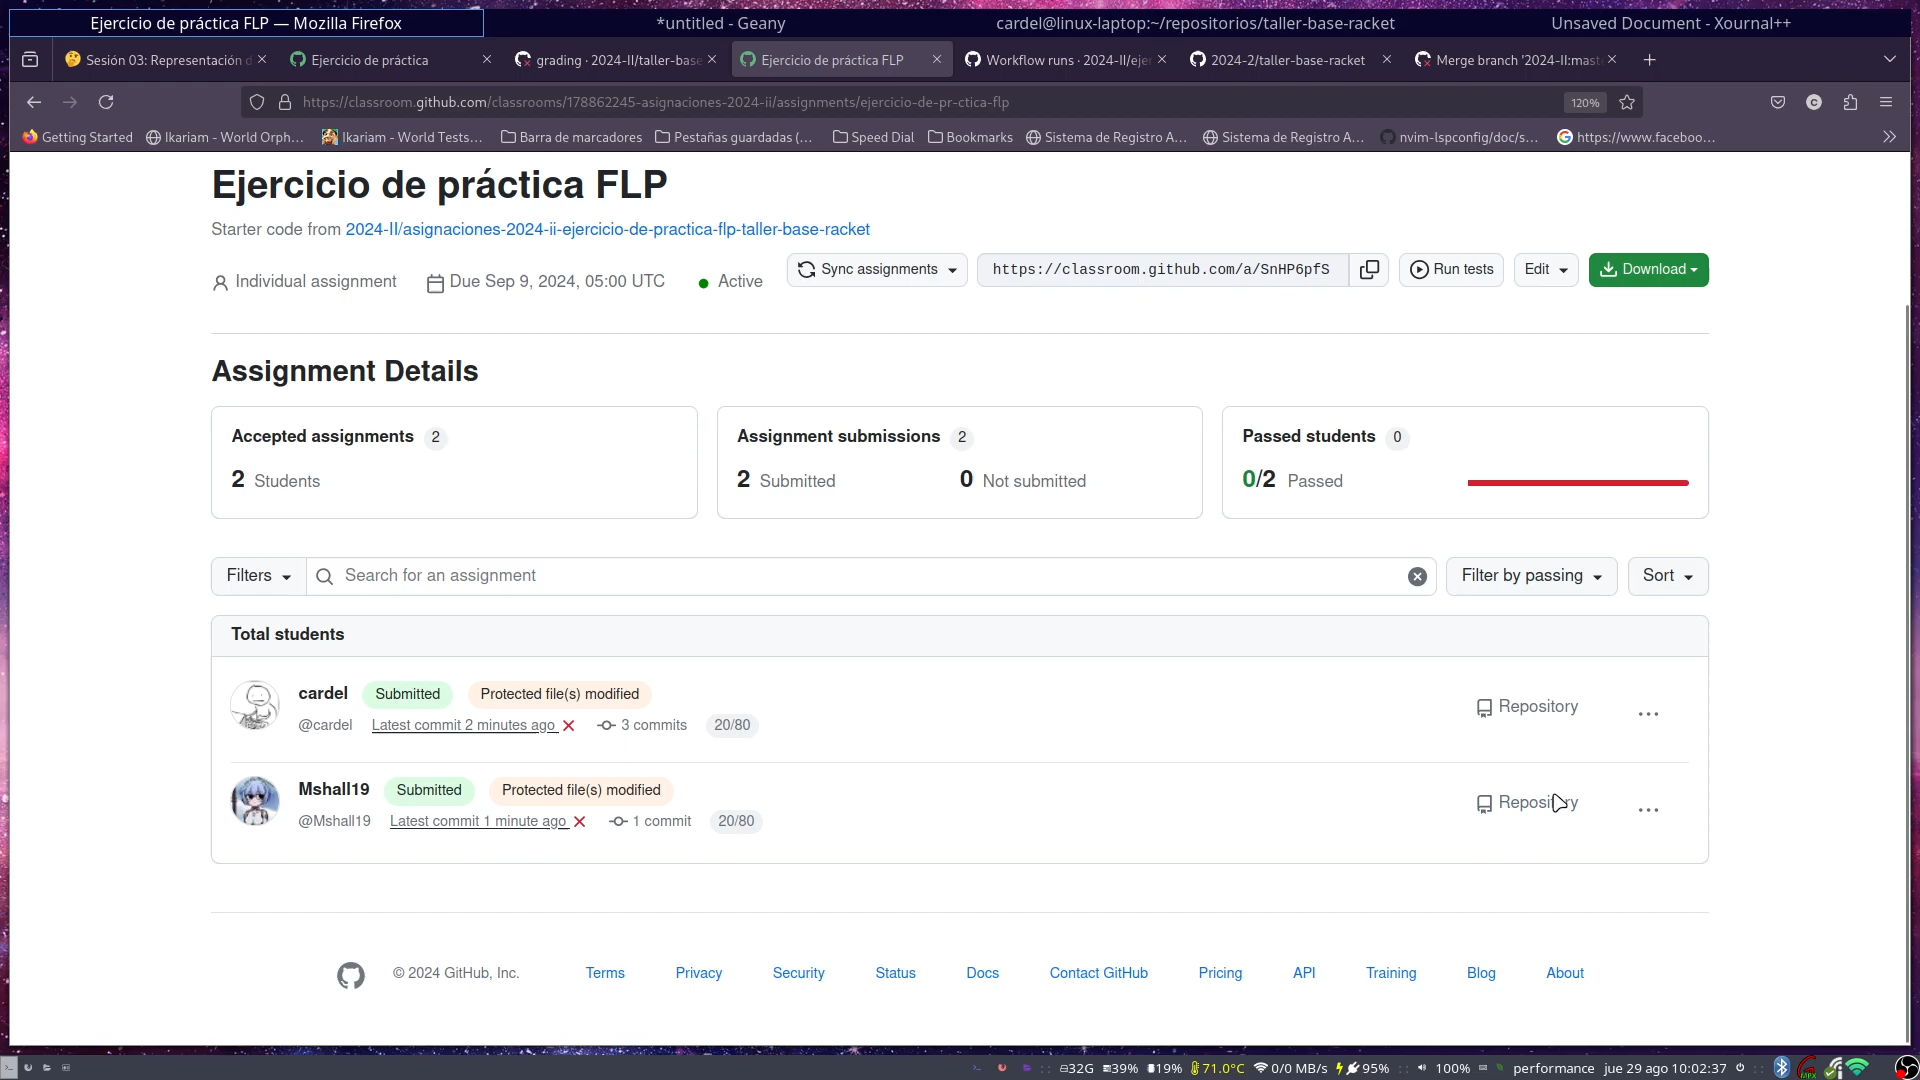 Ejercicio de práctica FLP — Mozilla Firefox
*untitled - Geany
cardel@linux-laptop:~/repositorios/taller-base-racket
Unsaved Document - Xournal++
Sesión 03: Representación d
Ejercicio de práctica
grading · 2024-II/taller-base
Ejercicio de práctica FLP
Workflow runs · 2024-II/ejer
2024-2/taller-base-racket
Merge branch '2024-II:mast
https://classroom.github.com/classrooms/178862245-asignaciones-2024-ii/assignments/ejercicio-de-pr-ctica-flp
120%
Getting Started
Ikariam - World Orph...
Ikariam - World Tests...
Barra de marcadores
Pestañas guardadas (...
Speed Dial
Bookmarks
Sistema de Registro A...
Sistema de Registro A...
nvim-lspconfig/doc/s...
https://www.faceboo...
Ejercicio de práctica FLP
Starter code from 2024-II/asignaciones-2024-ii-ejercicio-de-practica-flp-taller-base-racket
Individual assignment
Due Sep 9, 2024, 05:00 UTC
Active
Sync assignments
https://classroom.github.com/a/SnHP6pfS
Run tests
Edit
Download
Assignment Details
Accepted assignments 2
2 Students
Assignment submissions 2
2 Submitted
0 Not submitted
Passed students 0
0/2 Passed
Filters
Search for an assignment
Filter by passing
Sort
Total students
cardel Submitted Protected file(s) modified
@cardel Latest commit 2 minutes ago 3 commits 20/80
Repository
Mshall19 Submitted Protected file(s) modified
@Mshall19 Latest commit 1 minute ago 1 commit 20/80
Repository
© 2024 GitHub, Inc.
Terms
Privacy
Security
Status
Docs
Contact GitHub
Pricing
API
Training
Blog
About
32G 39% 19% 71.0°C 0/0 MB/s 95% 100% performance jue 29 ago 10:02:37